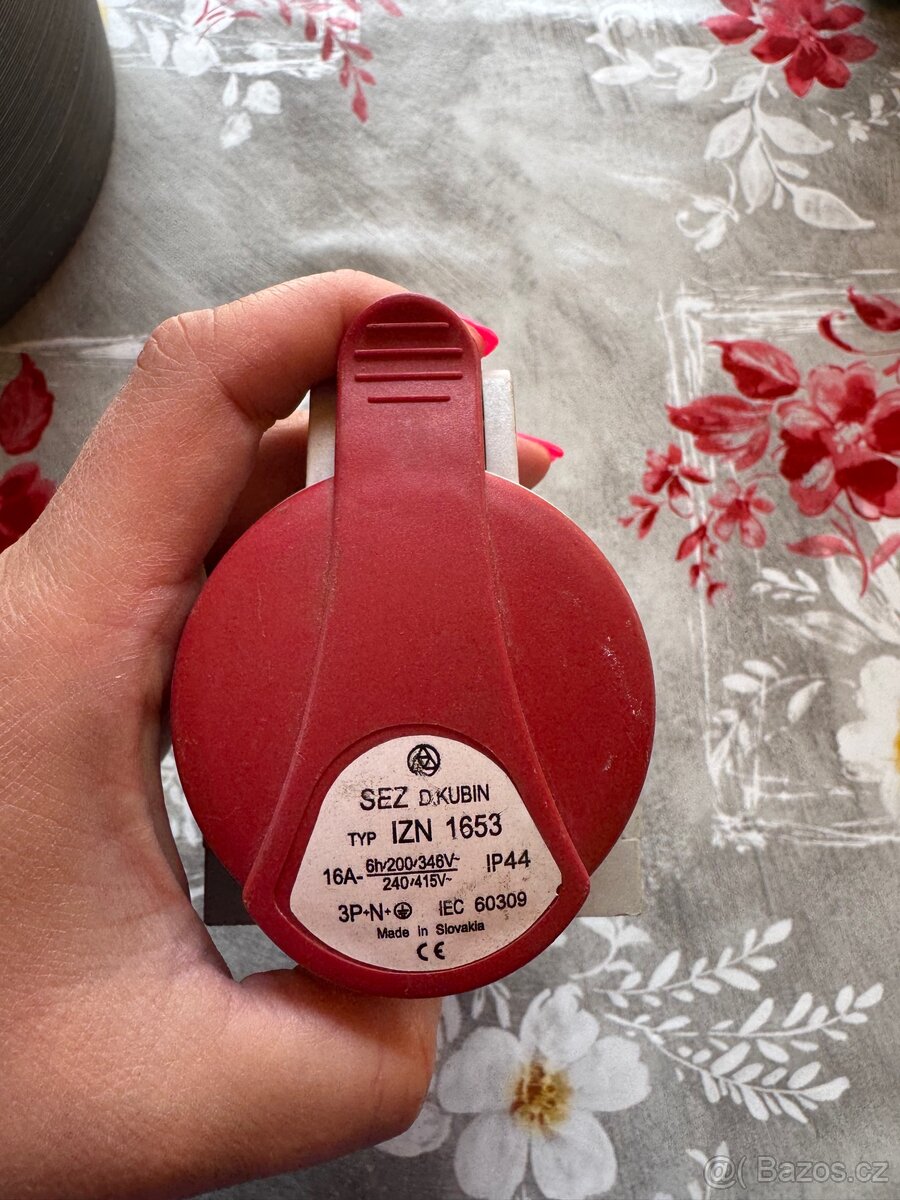 SEZ D.KUBIN
TYP IZN 1653
16A- 6h/200/346V~ IP44
240/415V~
3P+N+ IEC 60309
Made in Slovakia
CE
@( Bazos.cz